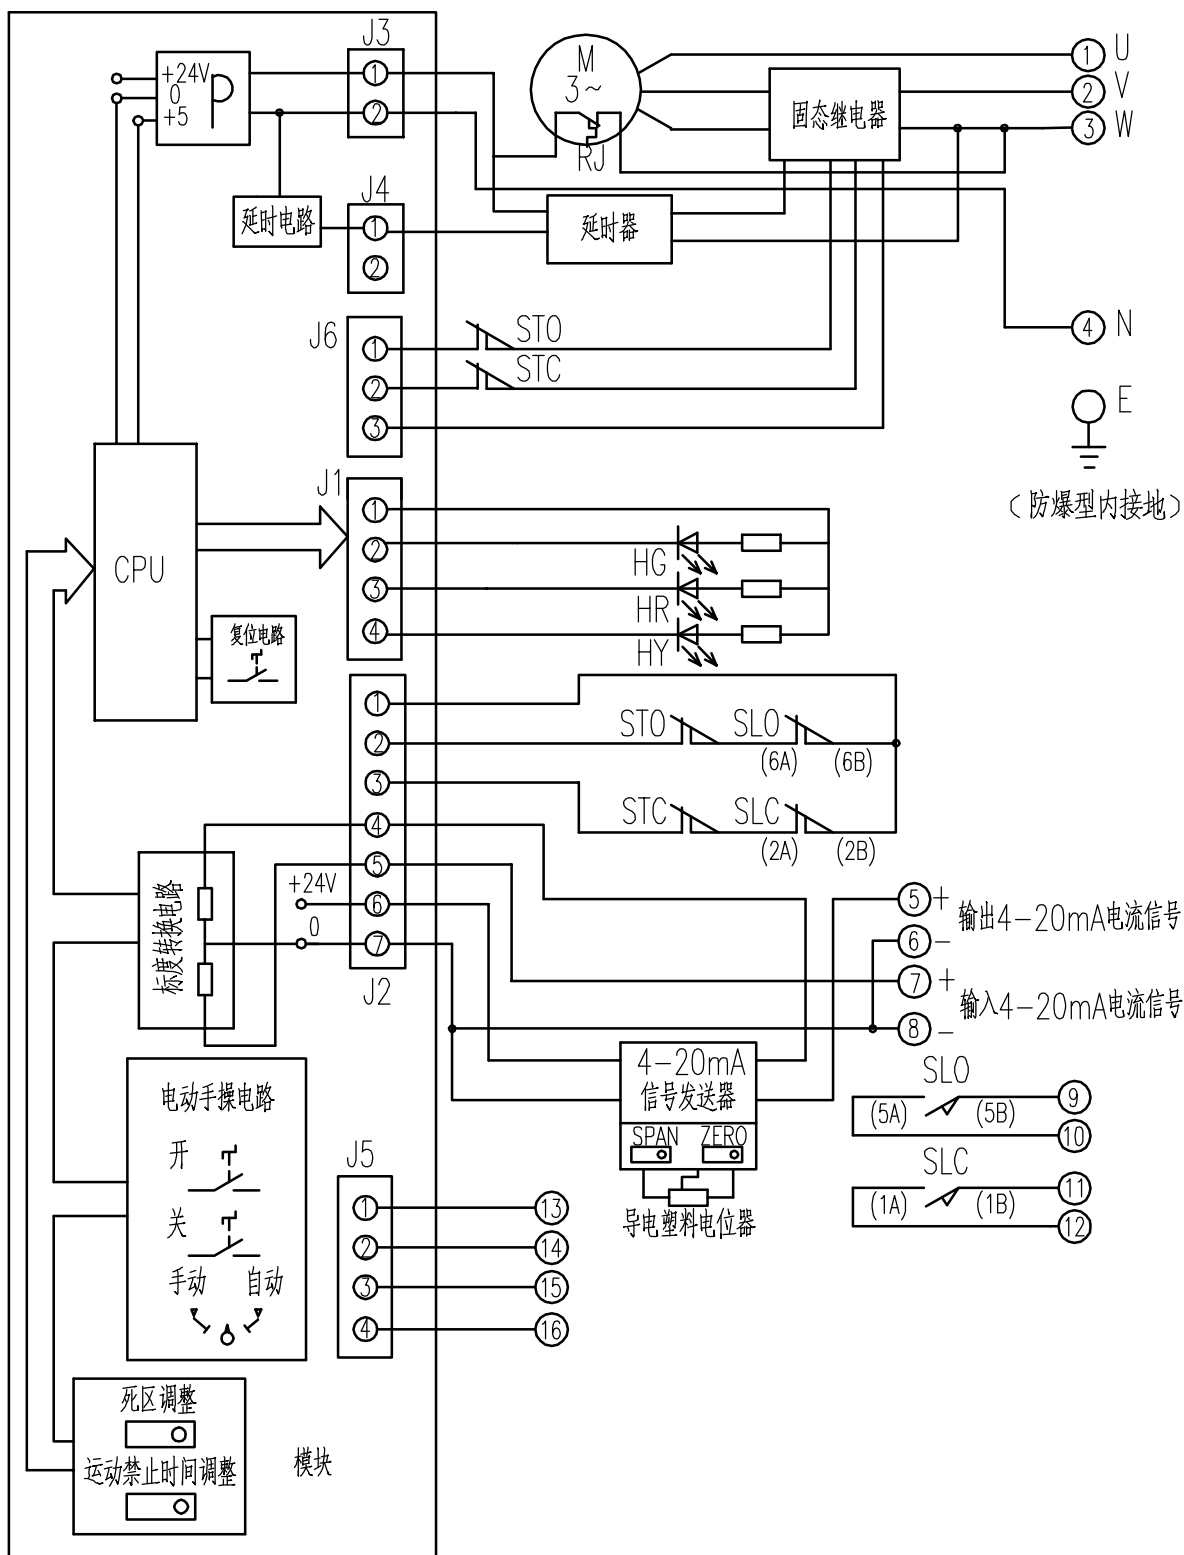 J3
M
3~
RJ
+24V
0
+5
P
1
2
固态继电器
1 U
2 V
3 W
延时电路
J4
1
2
延时器
J6
1
2
3
STO
STC
4 N
E
(防爆型内接地)
J1
1
2
3
4
CPU
HG
HR
HY
复位电路
1
2
3
4
5
6
7
J2
STO
SLO
(6A)
(6B)
STC
SLC
(2A)
(2B)
标度转换电路
+24V
0
5 +
6 -
输出4-20mA电流信号
7 +
8 -
输入4-20mA电流信号
4-20mA
信号发送器
SPAN
ZERO
导电塑料电位器
SLO
(5A)
(5B)
9
10
SLC
(1A)
(1B)
11
12
电动手操电路
开
关
手动
自动
J5
1
2
3
4
13
14
15
16
死区调整
运动禁止时间调整
模块